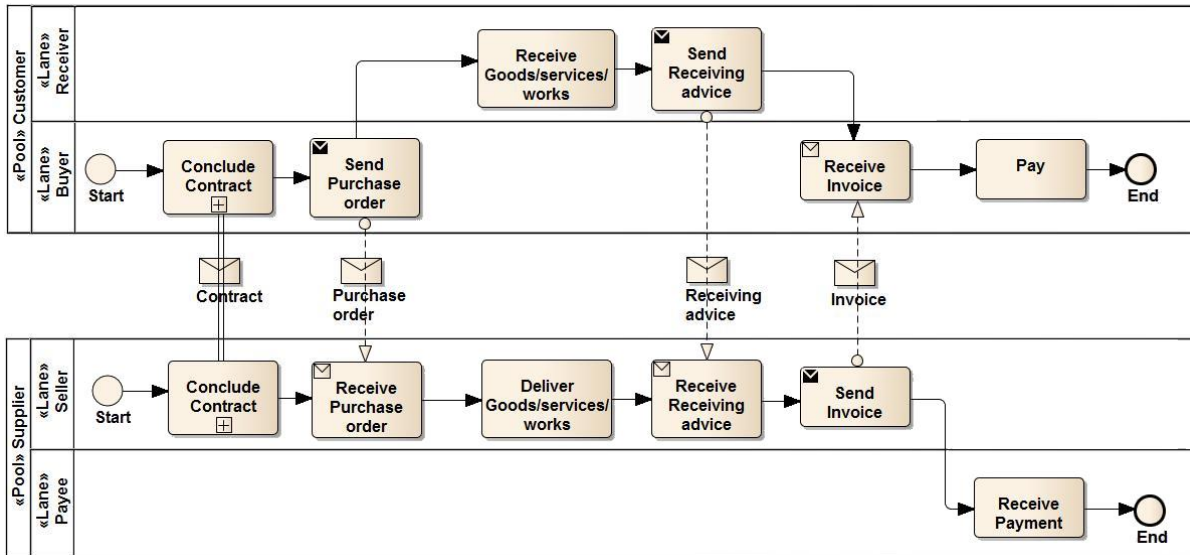 «Pool» Customer
«Lane»
Receiver
Receive
Goods/services/
works
Send
Receiving
advice
«Lane»
Buyer
Start
Conclude
Contract
Send
Purchase
order
Receive
Invoice
Pay
End
Contract
Purchase
order
Receiving
advice
Invoice
«Pool» Supplier
«Lane»
Seller
Start
Conclude
Contract
Receive
Purchase
order
Deliver
Goods/services/
works
Receive
Receiving
advice
Send
Invoice
«Lane»
Payee
Receive
Payment
End